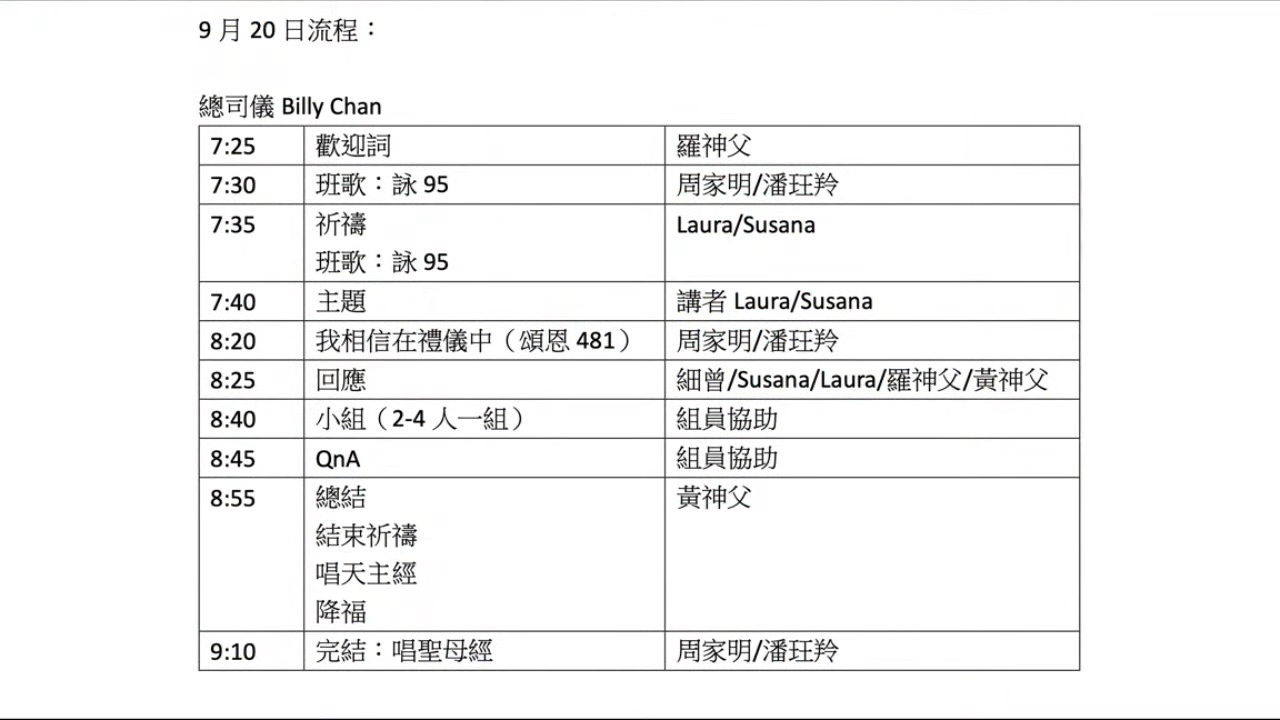 9 月 20 日流程：
總司儀 Billy Chan
7:25 歡迎詞 羅神父
7:30 班歌：詠 95 周家明/潘玨羚
7:35 祈禱 Laura/Susana
班歌：詠 95
7:40 主題 講者 Laura/Susana
8:20 我相信在禮儀中（頌恩 481） 周家明/潘玨羚
8:25 回應 細曾/Susana/Laura/羅神父/黃神父
8:40 小組（2-4 人一組） 組員協助
8:45 QnA 組員協助
8:55 總結 黃神父
結束祈禱
唱天主經
降福
9:10 完結：唱聖母經 周家明/潘玨羚